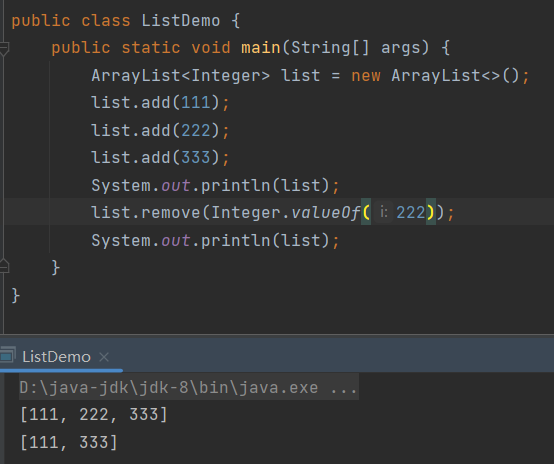 public class ListDemo {
    public static void main(String[] args) {
        ArrayList<Integer> list = new ArrayList<>();
        list.add(111);
        list.add(222);
        list.add(333);
        System.out.println(list);
        list.remove(Integer.valueOf( i: 222));
        System.out.println(list);
    }
}
ListDemo ×
D:\java-jdk\jdk-8\bin\java.exe ...
[111, 222, 333]
[111, 333]